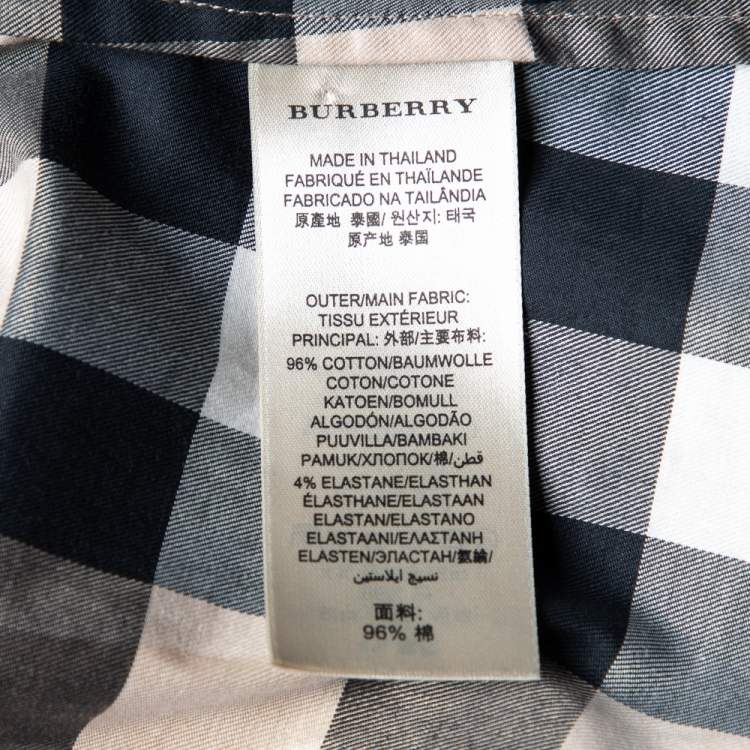 BURBERRY
MADE IN THAILAND
FABRIQUÉ EN THAÏLANDE
FABRICADO NA TAILÂNDIA
原產地 泰國/ 원산지: 태국
原产地 泰国
OUTER/MAIN FABRIC:
TISSU EXTÉRIEUR
PRINCIPAL: 外部/主要布料:
96% COTTON/BAUMWOLLE
COTON/COTONE
KATOEN/BOMULL
ALGODÓN/ALGODÃO
PUUVILLA/BAMBAKI
PAMUK/ХЛОПОК/棉/قطن/
4% ELASTANE/ELASTHAN
ÉLASTHANE/ELASTAAN
ELASTAN/ELASTANO
ELASTAANI/ΕΛΑΣΤΑΝΗ
ELASTEN/ЭЛАСТАН/氨綸/
نسيج ايلاستين
面料:
96% 棉